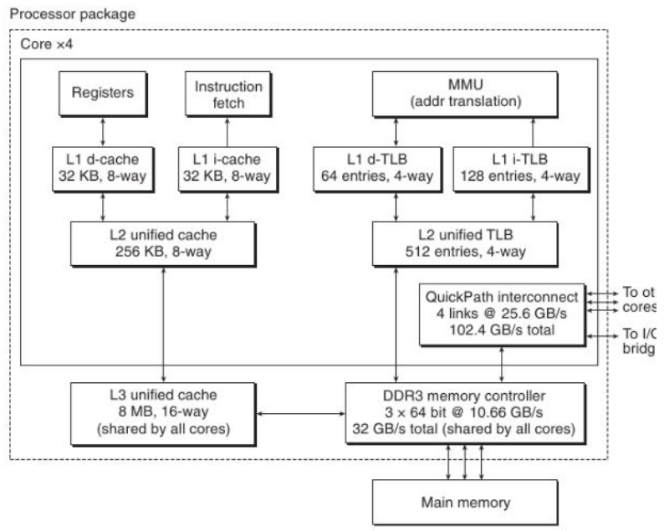 Processor package
Core ×4
Registers
Instruction
fetch
MMU
(addr translation)
L1 d-cache
32 KB, 8-way
L1 i-cache
32 KB, 8-way
L1 d-TLB
64 entries, 4-way
L1 i-TLB
128 entries, 4-way
L2 unified cache
256 KB, 8-way
L2 unified TLB
512 entries, 4-way
QuickPath interconnect
4 links @ 25.6 GB/s
102.4 GB/s total
To ot
cores
To I/O
bridg
L3 unified cache
8 MB, 16-way
(shared by all cores)
DDR3 memory controller
3 × 64 bit @ 10.66 GB/s
32 GB/s total (shared by all cores)
Main memory